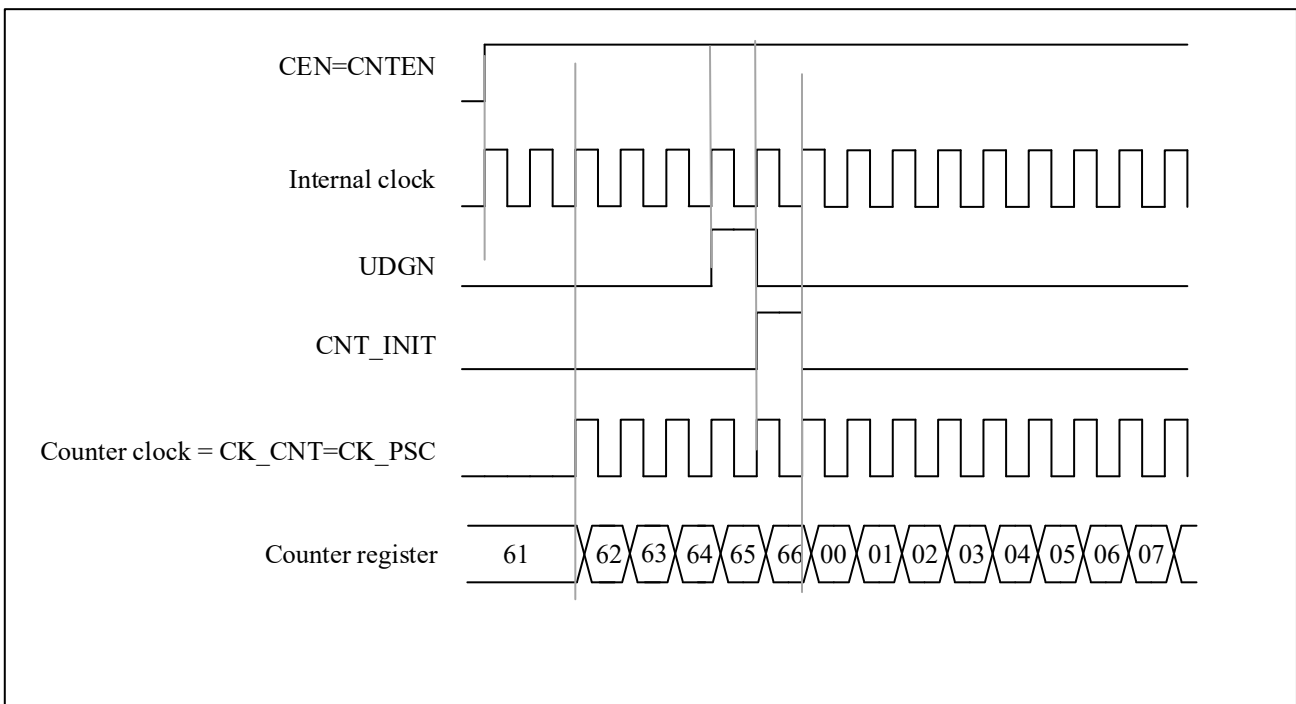 CEN=CNTEN
Internal clock
UDGN
CNT_INIT
Counter clock = CK_CNT=CK_PSC
Counter register 61 62 63 64 65 66 00 01 02 03 04 05 06 07